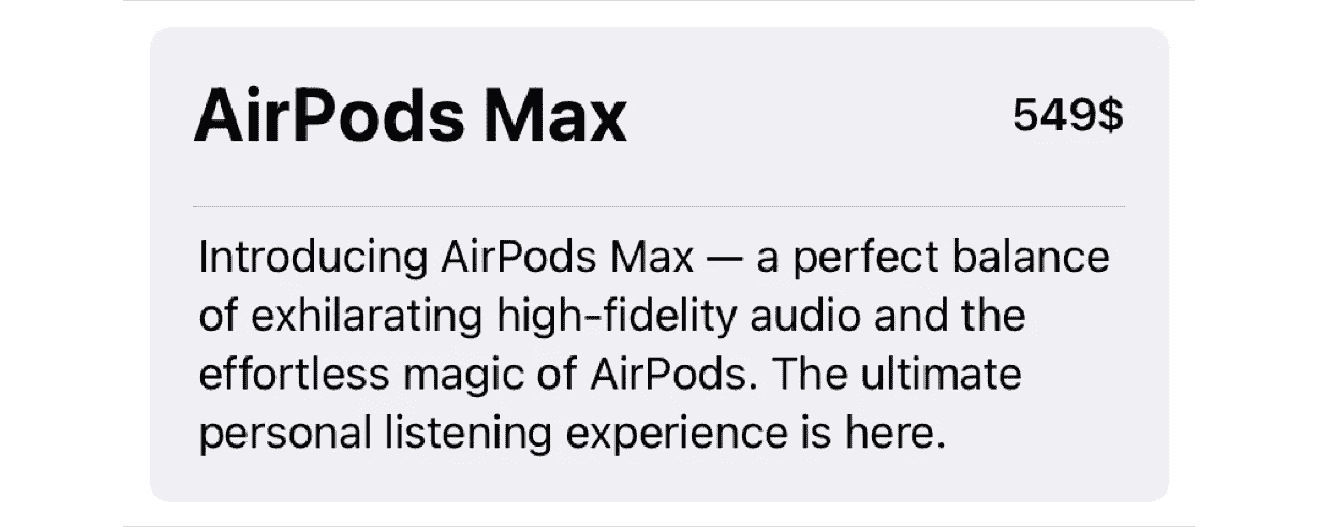 AirPods Max
549$
Introducing AirPods Max — a perfect balance
of exhilarating high-fidelity audio and the
effortless magic of AirPods. The ultimate
personal listening experience is here.